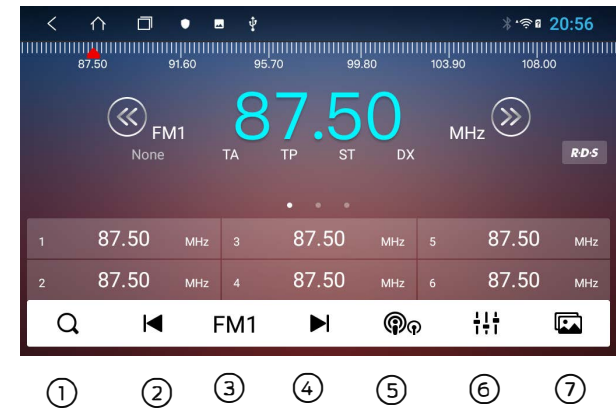 20:56
87.50 91.60 95.70 99.80 103.90 108.00
FM1 87.50 MHz
None TA TP ST DX R·D·S
1 87.50 MHz 3 87.50 MHz 5 87.50 MHz
2 87.50 MHz 4 87.50 MHz 6 87.50 MHz
FM1
① ② ③ ④ ⑤ ⑥ ⑦